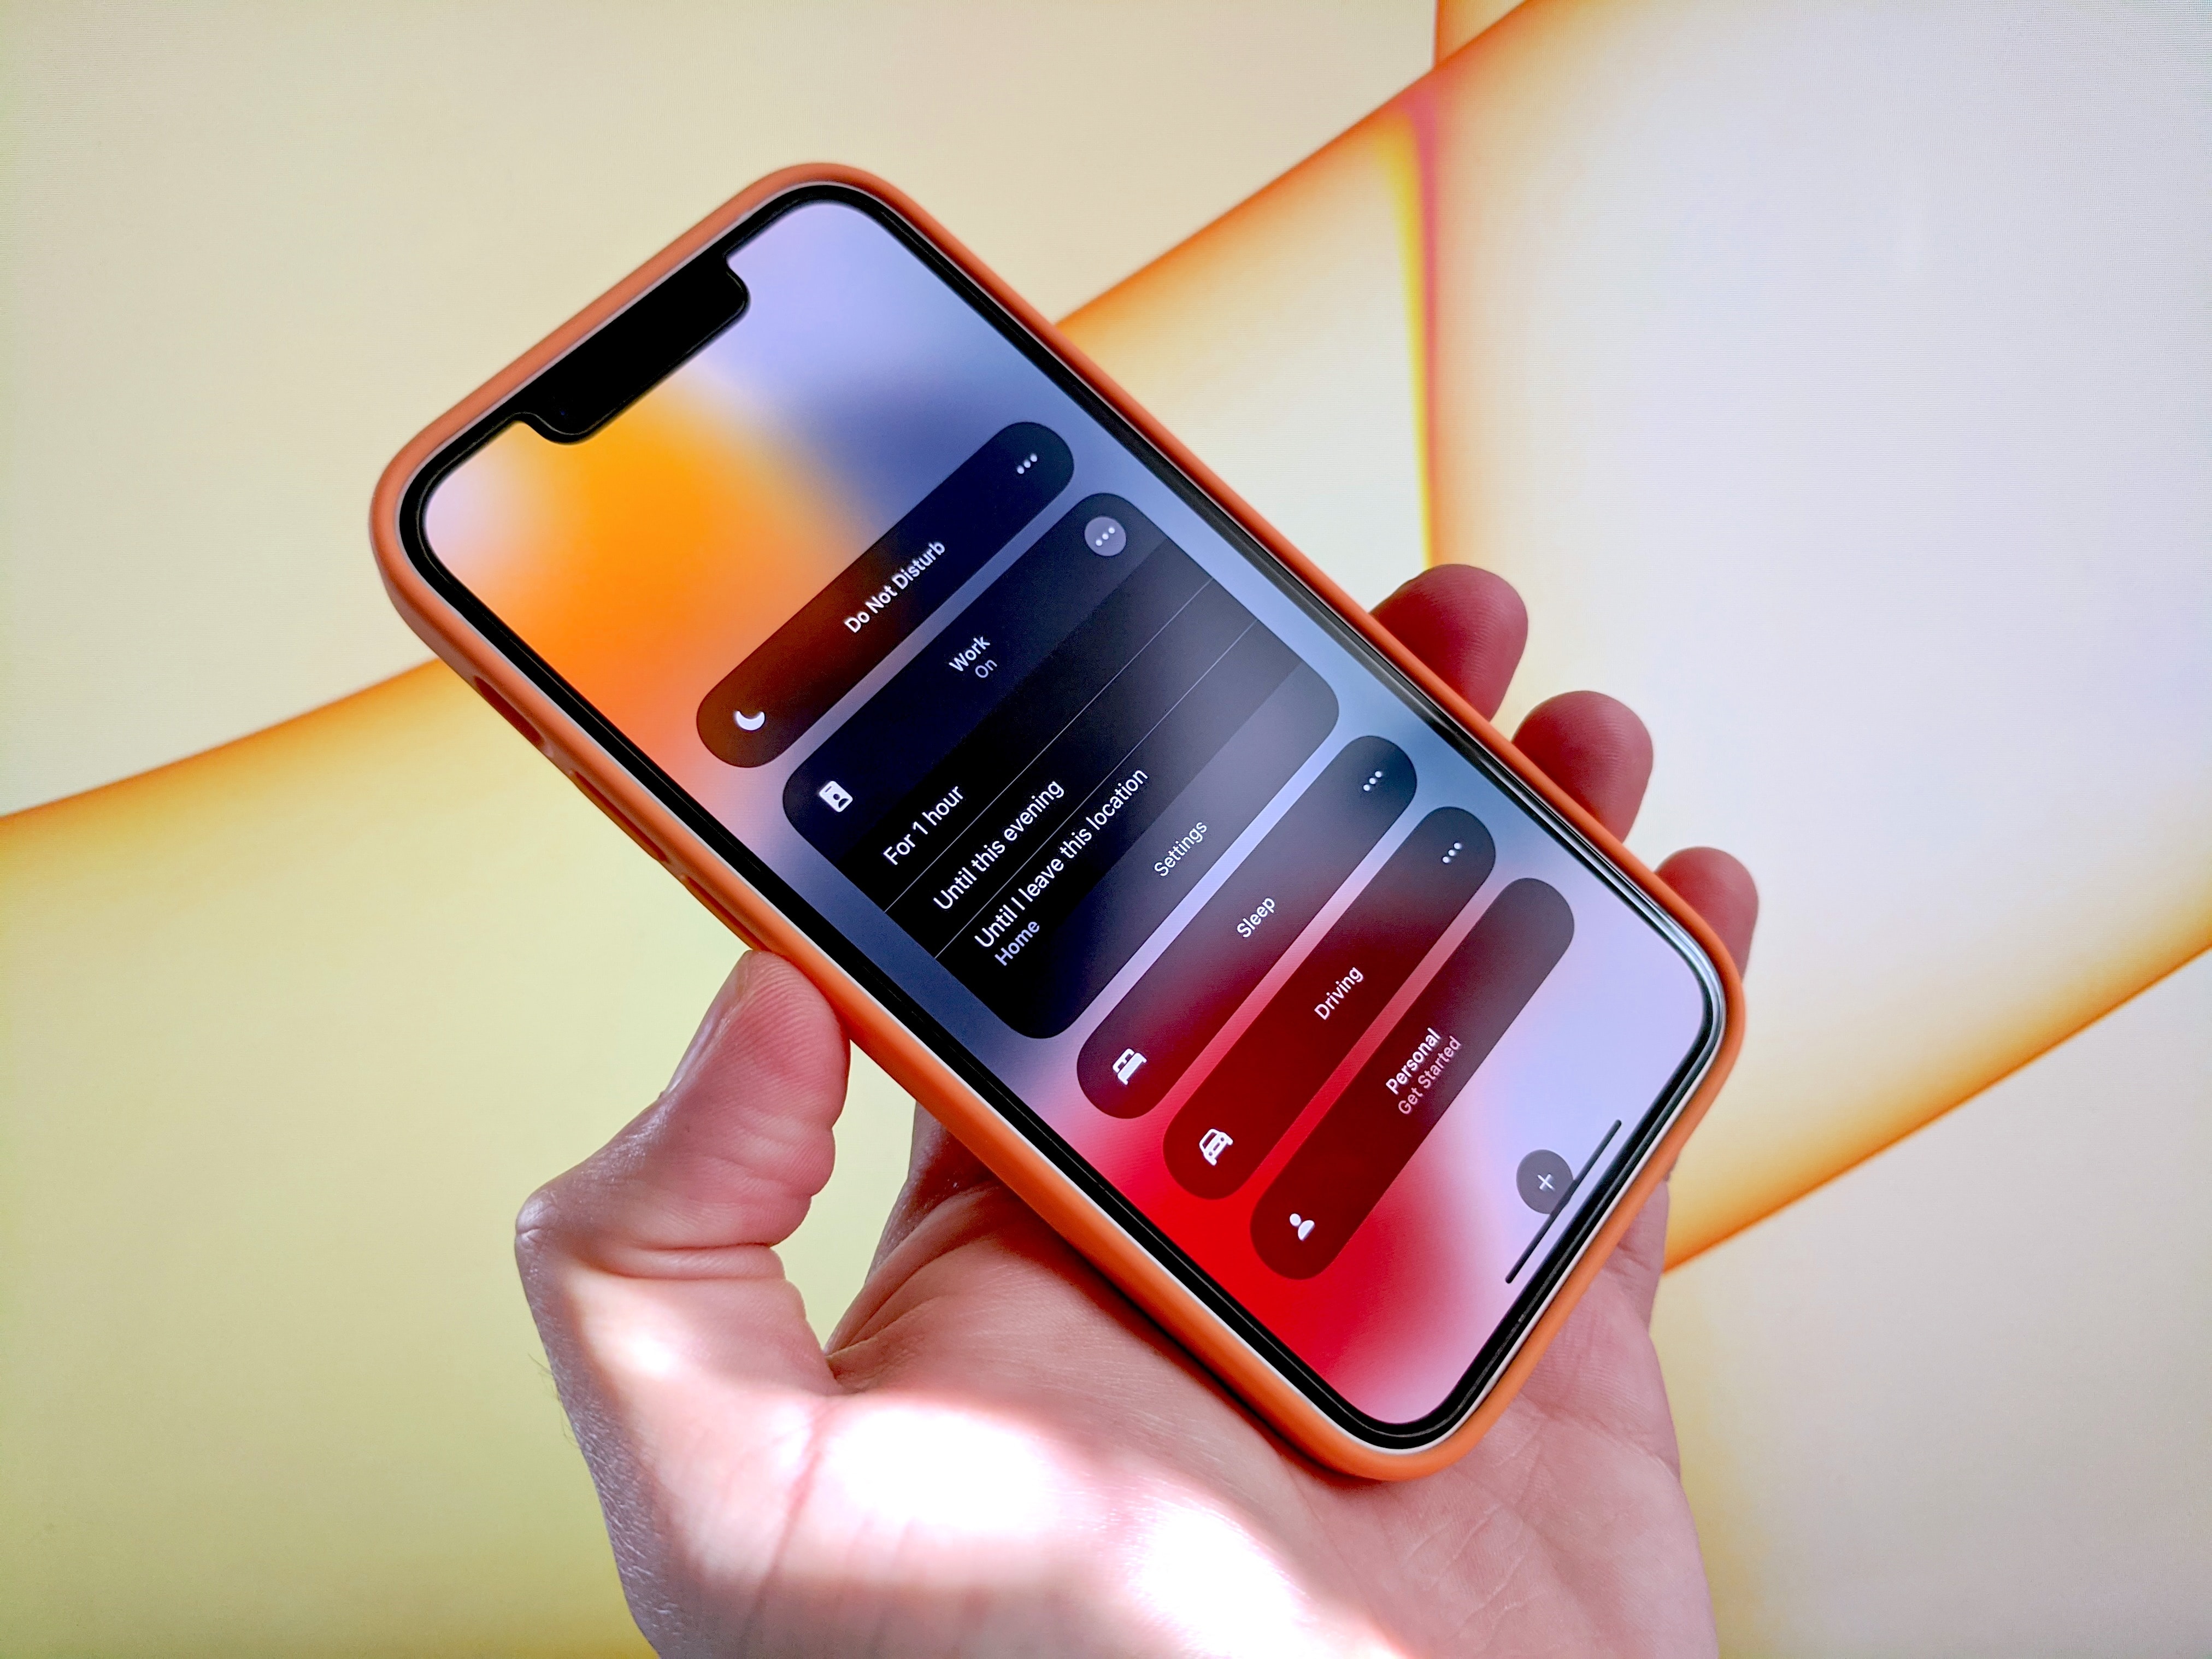 Do Not Disturb
Work
On
For 1 hour
Until this evening
Until I leave this location
Home
Settings
Sleep
Driving
Personal
Get Started